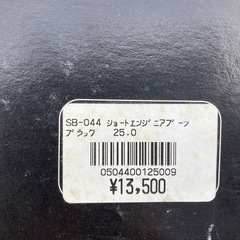 SB-044 ｼｮｰﾄｴﾝｼﾞﾆｱﾌﾞｰﾂ
ﾌﾞﾗｯｸ 25.0
0504400125009
¥13,500